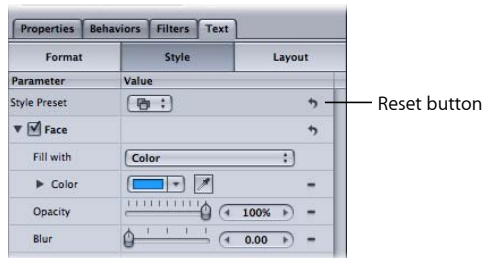 Properties Behaviors Filters Text
Format Style Layout
Parameter Value
Style Preset
Reset button
Face
Fill with Color
Color
Opacity 100%
Blur 0.00